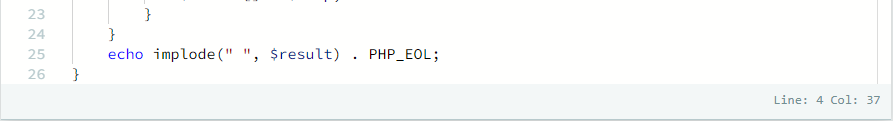 23 }
24 }
25 echo implode(" ", $result) . PHP_EOL;
26 }
Line: 4 Col: 37